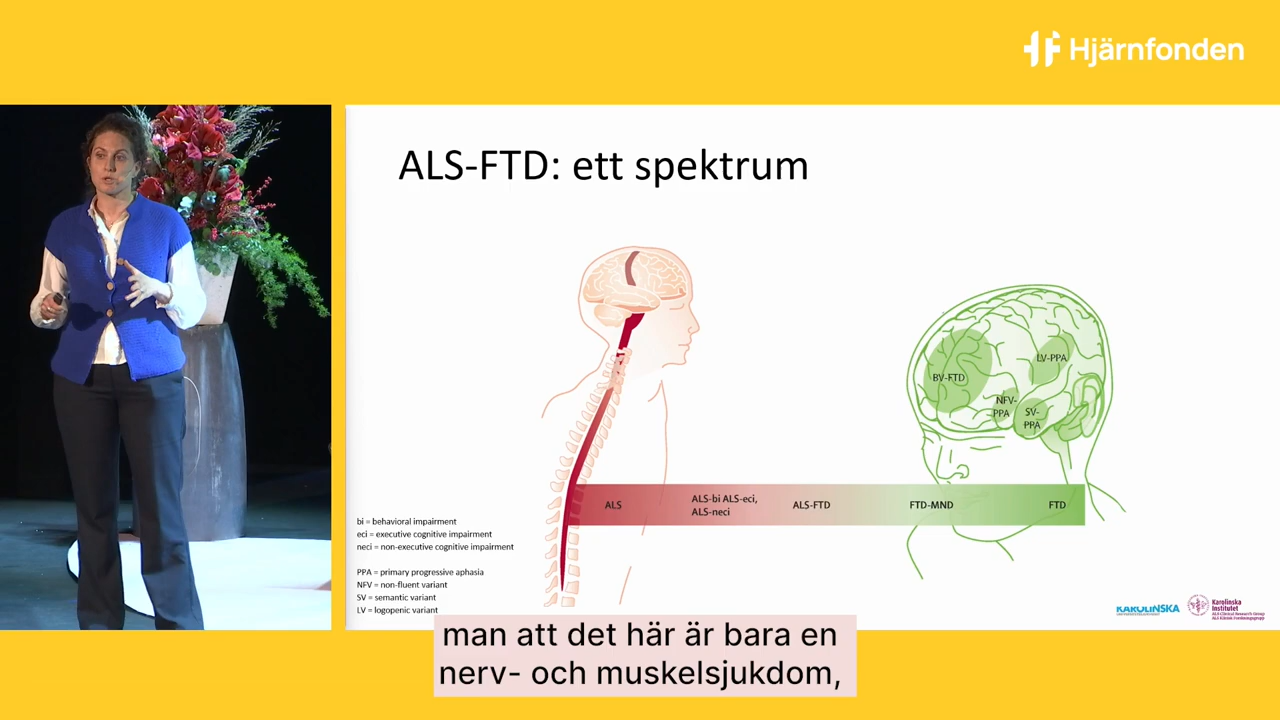 Hjärnfonden
ALS-FTD: ett spektrum
BV-FTD
LV-PPA
NFV-
PPA
SV-
PPA
ALS
ALS-bi ALS-eci,
ALS-neci
ALS-FTD
FTD-MND
FTD
bi = behavioral impairment
eci = executive cognitive impairment
neci = non-executive cognitive impairment
PPA = primary progressive aphasia
NFV = non-fluent variant
SV = semantic variant
LV = logopenic variant
KAROLINSKA
Karolinska
Institutet
man att det här är bara en
nerv- och muskelsjukdom,